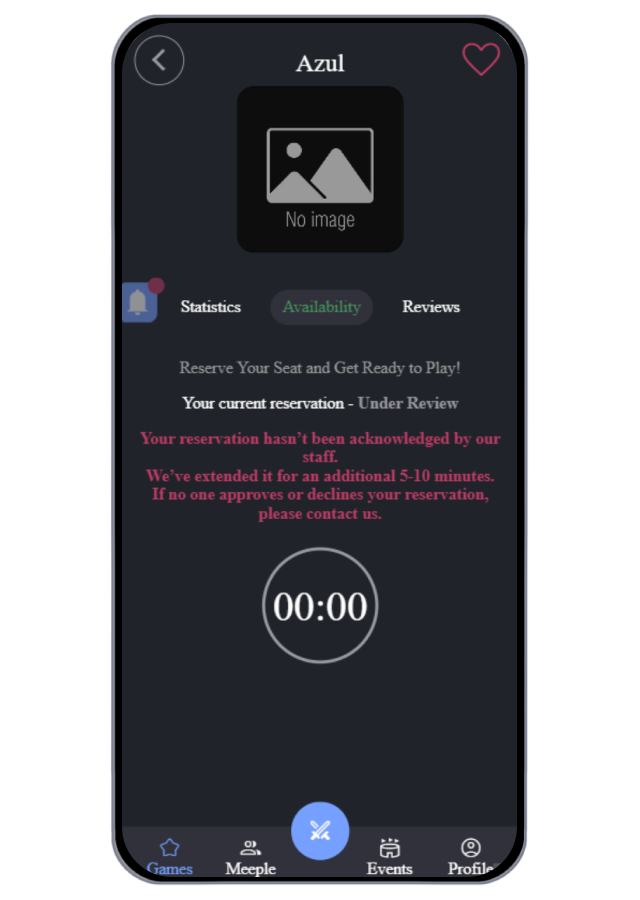 Azul
No image
Statistics Availability Reviews
Reserve Your Seat and Get Ready to Play!
Your current reservation - Under Review
Your reservation hasn’t been acknowledged by our
staff.
We’ve extended it for an additional 5-10 minutes.
If no one approves or declines your reservation,
please contact us.
00:00
Games Meeple Events Profile